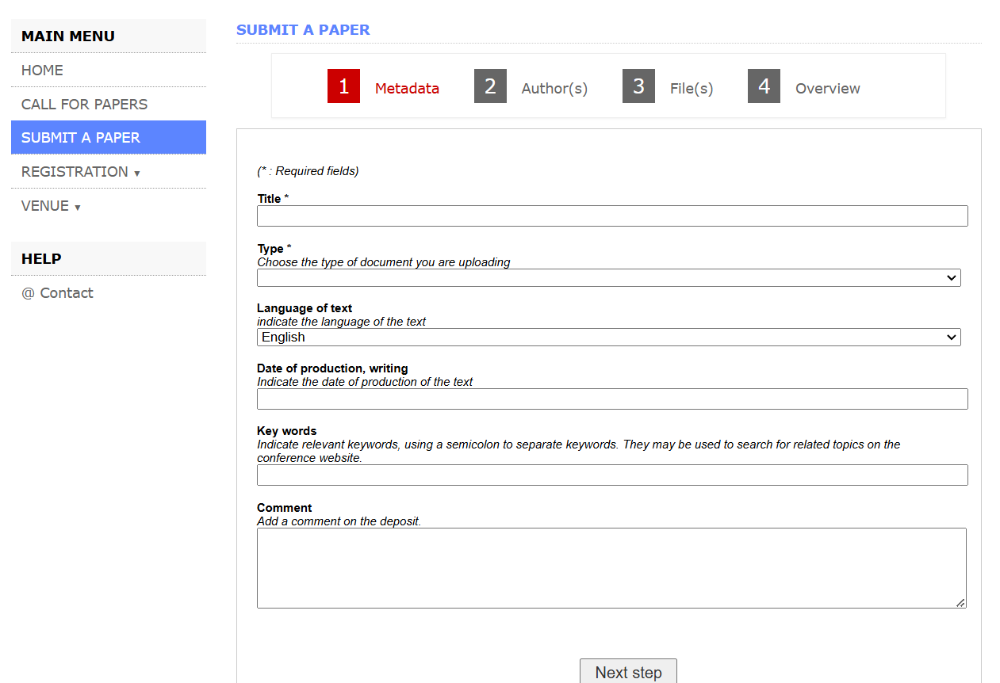 MAIN MENU
HOME
CALL FOR PAPERS
SUBMIT A PAPER
REGISTRATION ▼
VENUE ▼
HELP
@ Contact
SUBMIT A PAPER
1 Metadata 2 Author(s) 3 File(s) 4 Overview
(* : Required fields)
Title *
Type *
Choose the type of document you are uploading
Language of text
indicate the language of the text
English
Date of production, writing
Indicate the date of production of the text
Key words
Indicate relevant keywords, using a semicolon to separate keywords. They may be used to search for related topics on the
conference website.
Comment
Add a comment on the deposit.
Next step